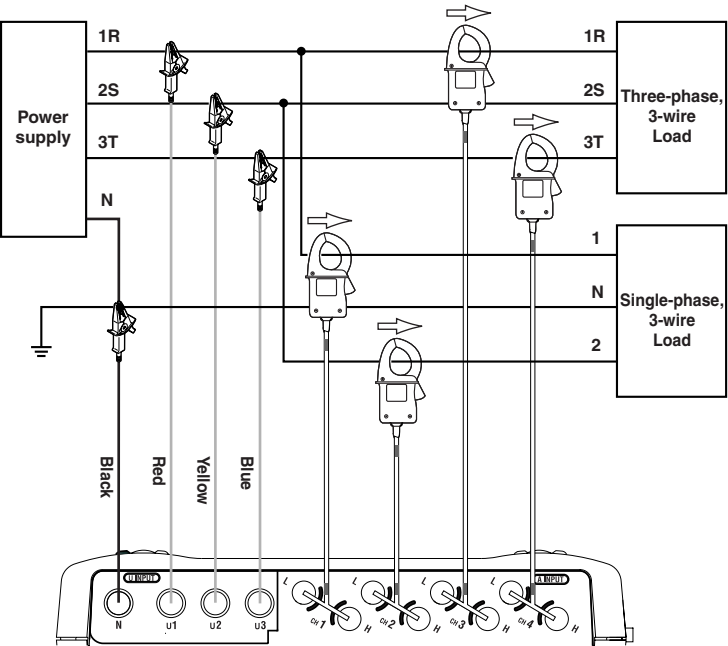 1R
1R
2S
2S
Power
supply
Three-phase,
3-wire
Load
3T
3T
N
1
N
Single-phase,
3-wire
Load
2
Black
Red
Yellow
Blue
U INPUT
A INPUT
L
L
L
L
N
U1
U2
U3
CH 1
H
CH 2
H
CH 3
H
CH 4
H